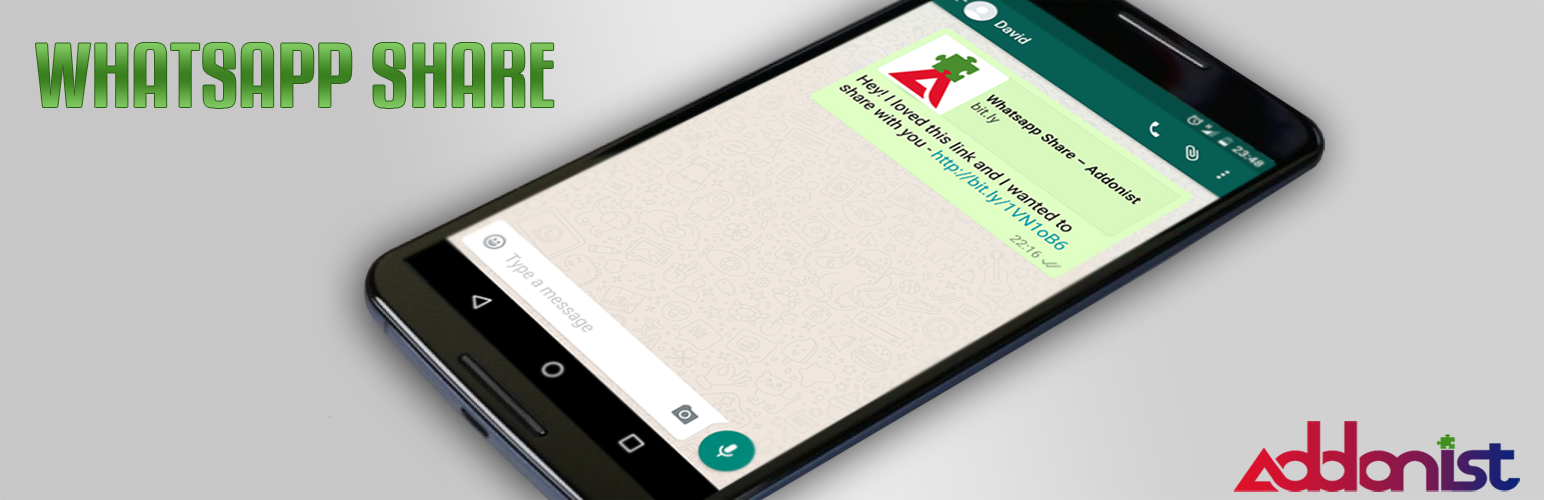 WHATSAPP SHARE
23:48
David
Whatsapp Share – Addonist
bit.ly
Hey! I loved this link and I wanted to
share with you - http://bit.ly/1VN1oB6
22:16
Type a message
Addonist